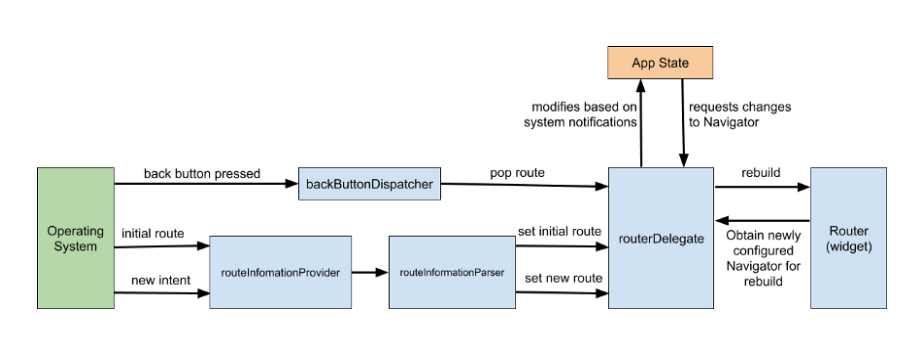 App State
modifies based on
system notifications
requests changes
to Navigator
back button pressed
backButtonDispatcher
pop route
rebuild
Operating
System
initial route
new intent
routeInfomationProvider
routeInformationParser
set initial route
set new route
routerDelegate
Obtain newly
configured
Navigator for
rebuild
Router
(widget)